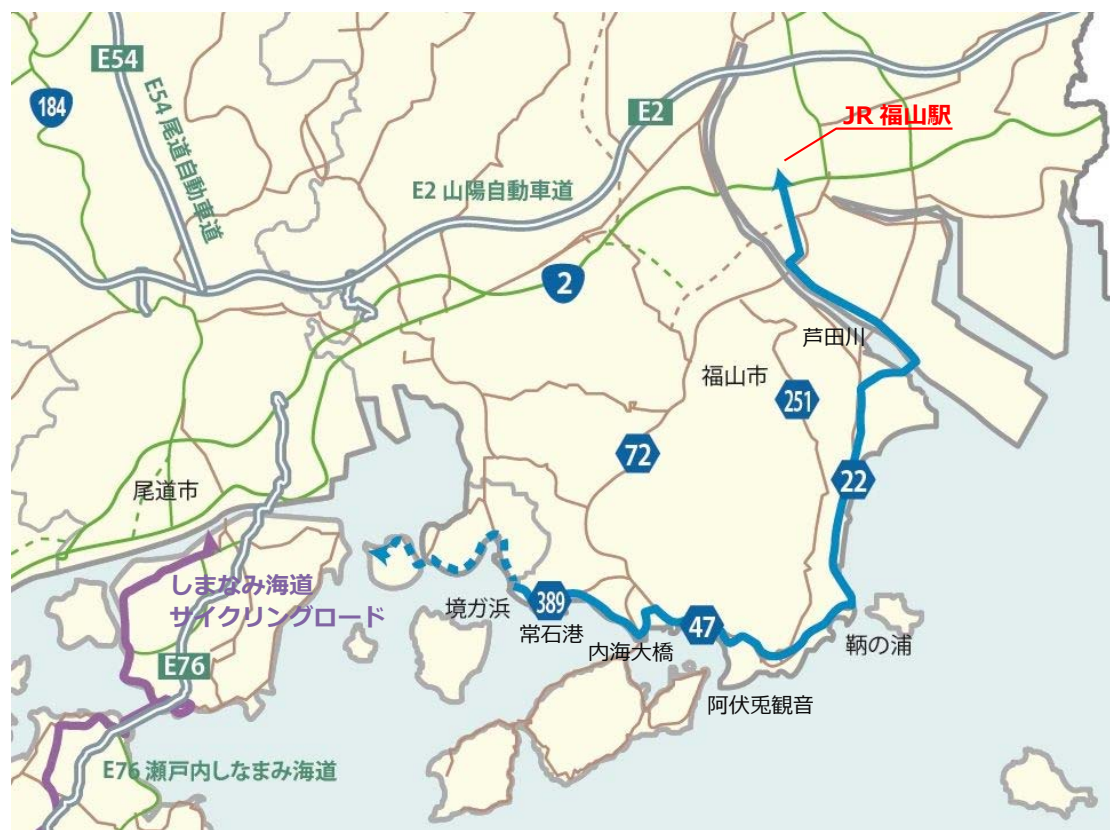 E54
184
E54 尾道自動車道
E2
JR 福山駅
E2 山陽自動車道
2
芦田川
福山市
251
72
22
尾道市
しまなみ海道
サイクリングロード
境ガ浜
389
常石港
内海大橋
47
鞆の浦
E76
阿伏兎観音
E76 瀬戸内しなまみ海道